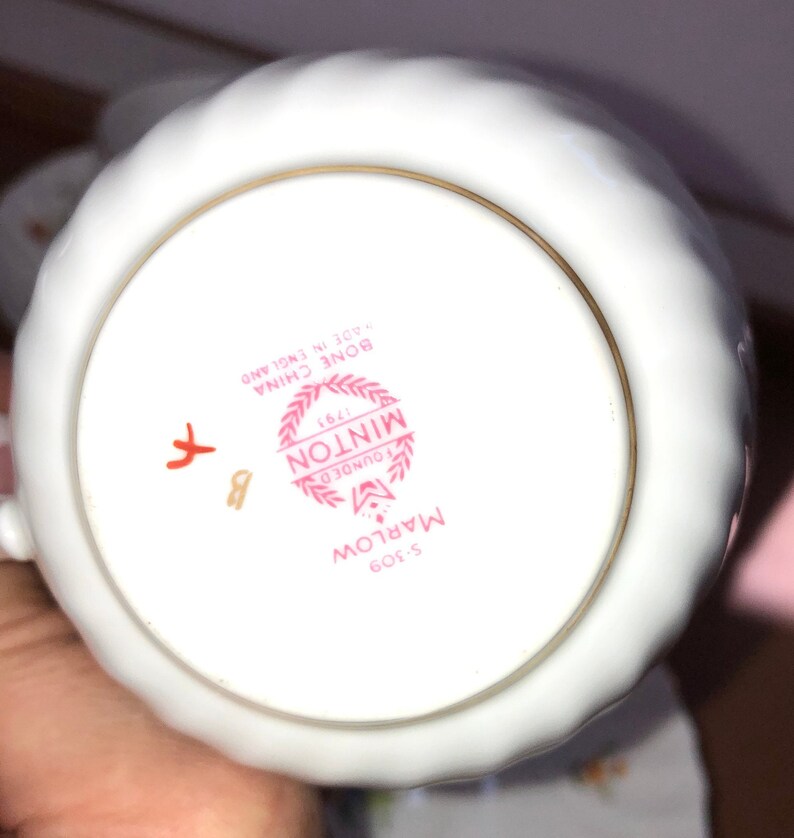 S-309
MARLOW
FOUNDED
MINTON
1793
BONE CHINA
MADE IN ENGLAND
B